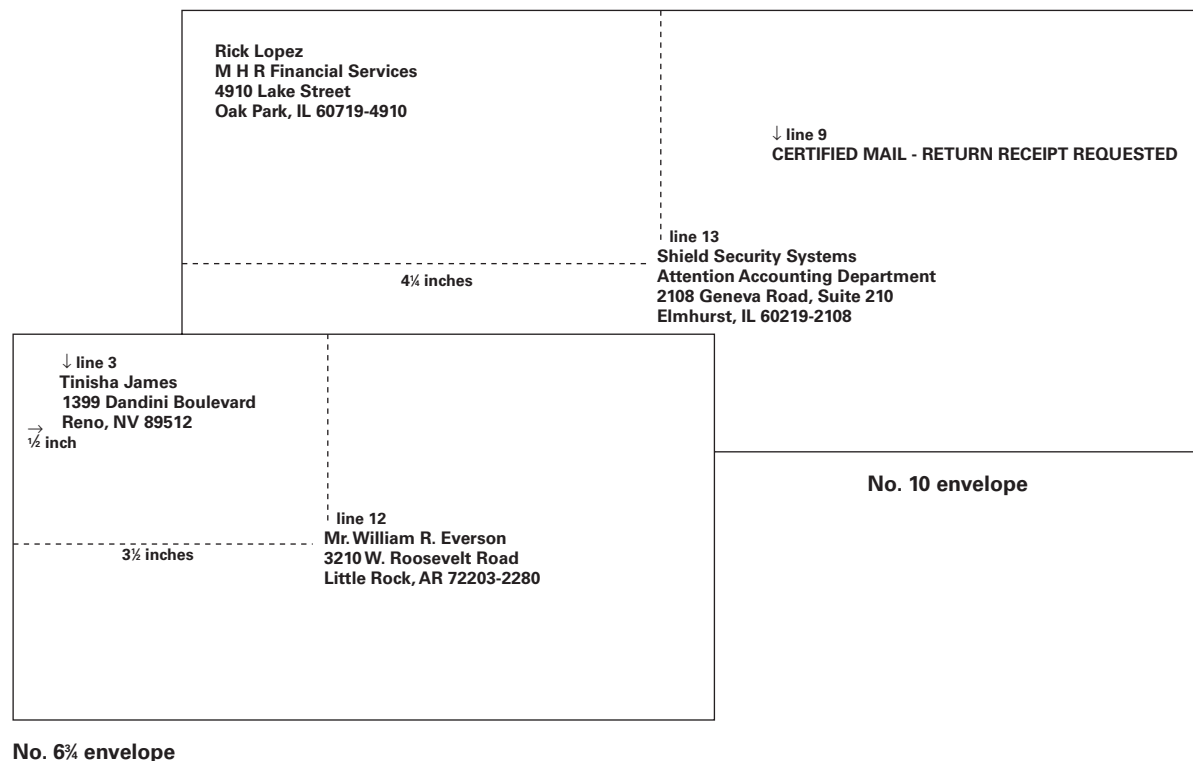 Rick Lopez
M H R Financial Services
4910 Lake Street
Oak Park, IL 60719-4910
↓ line 9
CERTIFIED MAIL - RETURN RECEIPT REQUESTED
line 13
Shield Security Systems
Attention Accounting Department
2108 Geneva Road, Suite 210
Elmhurst, IL 60219-2108
4¼ inches
No. 10 envelope
↓ line 3
Tinisha James
1399 Dandini Boulevard
Reno, NV 89512
→
½ inch
line 12
Mr. William R. Everson
3210 W. Roosevelt Road
Little Rock, AR 72203-2280
3½ inches
No. 6¾ envelope